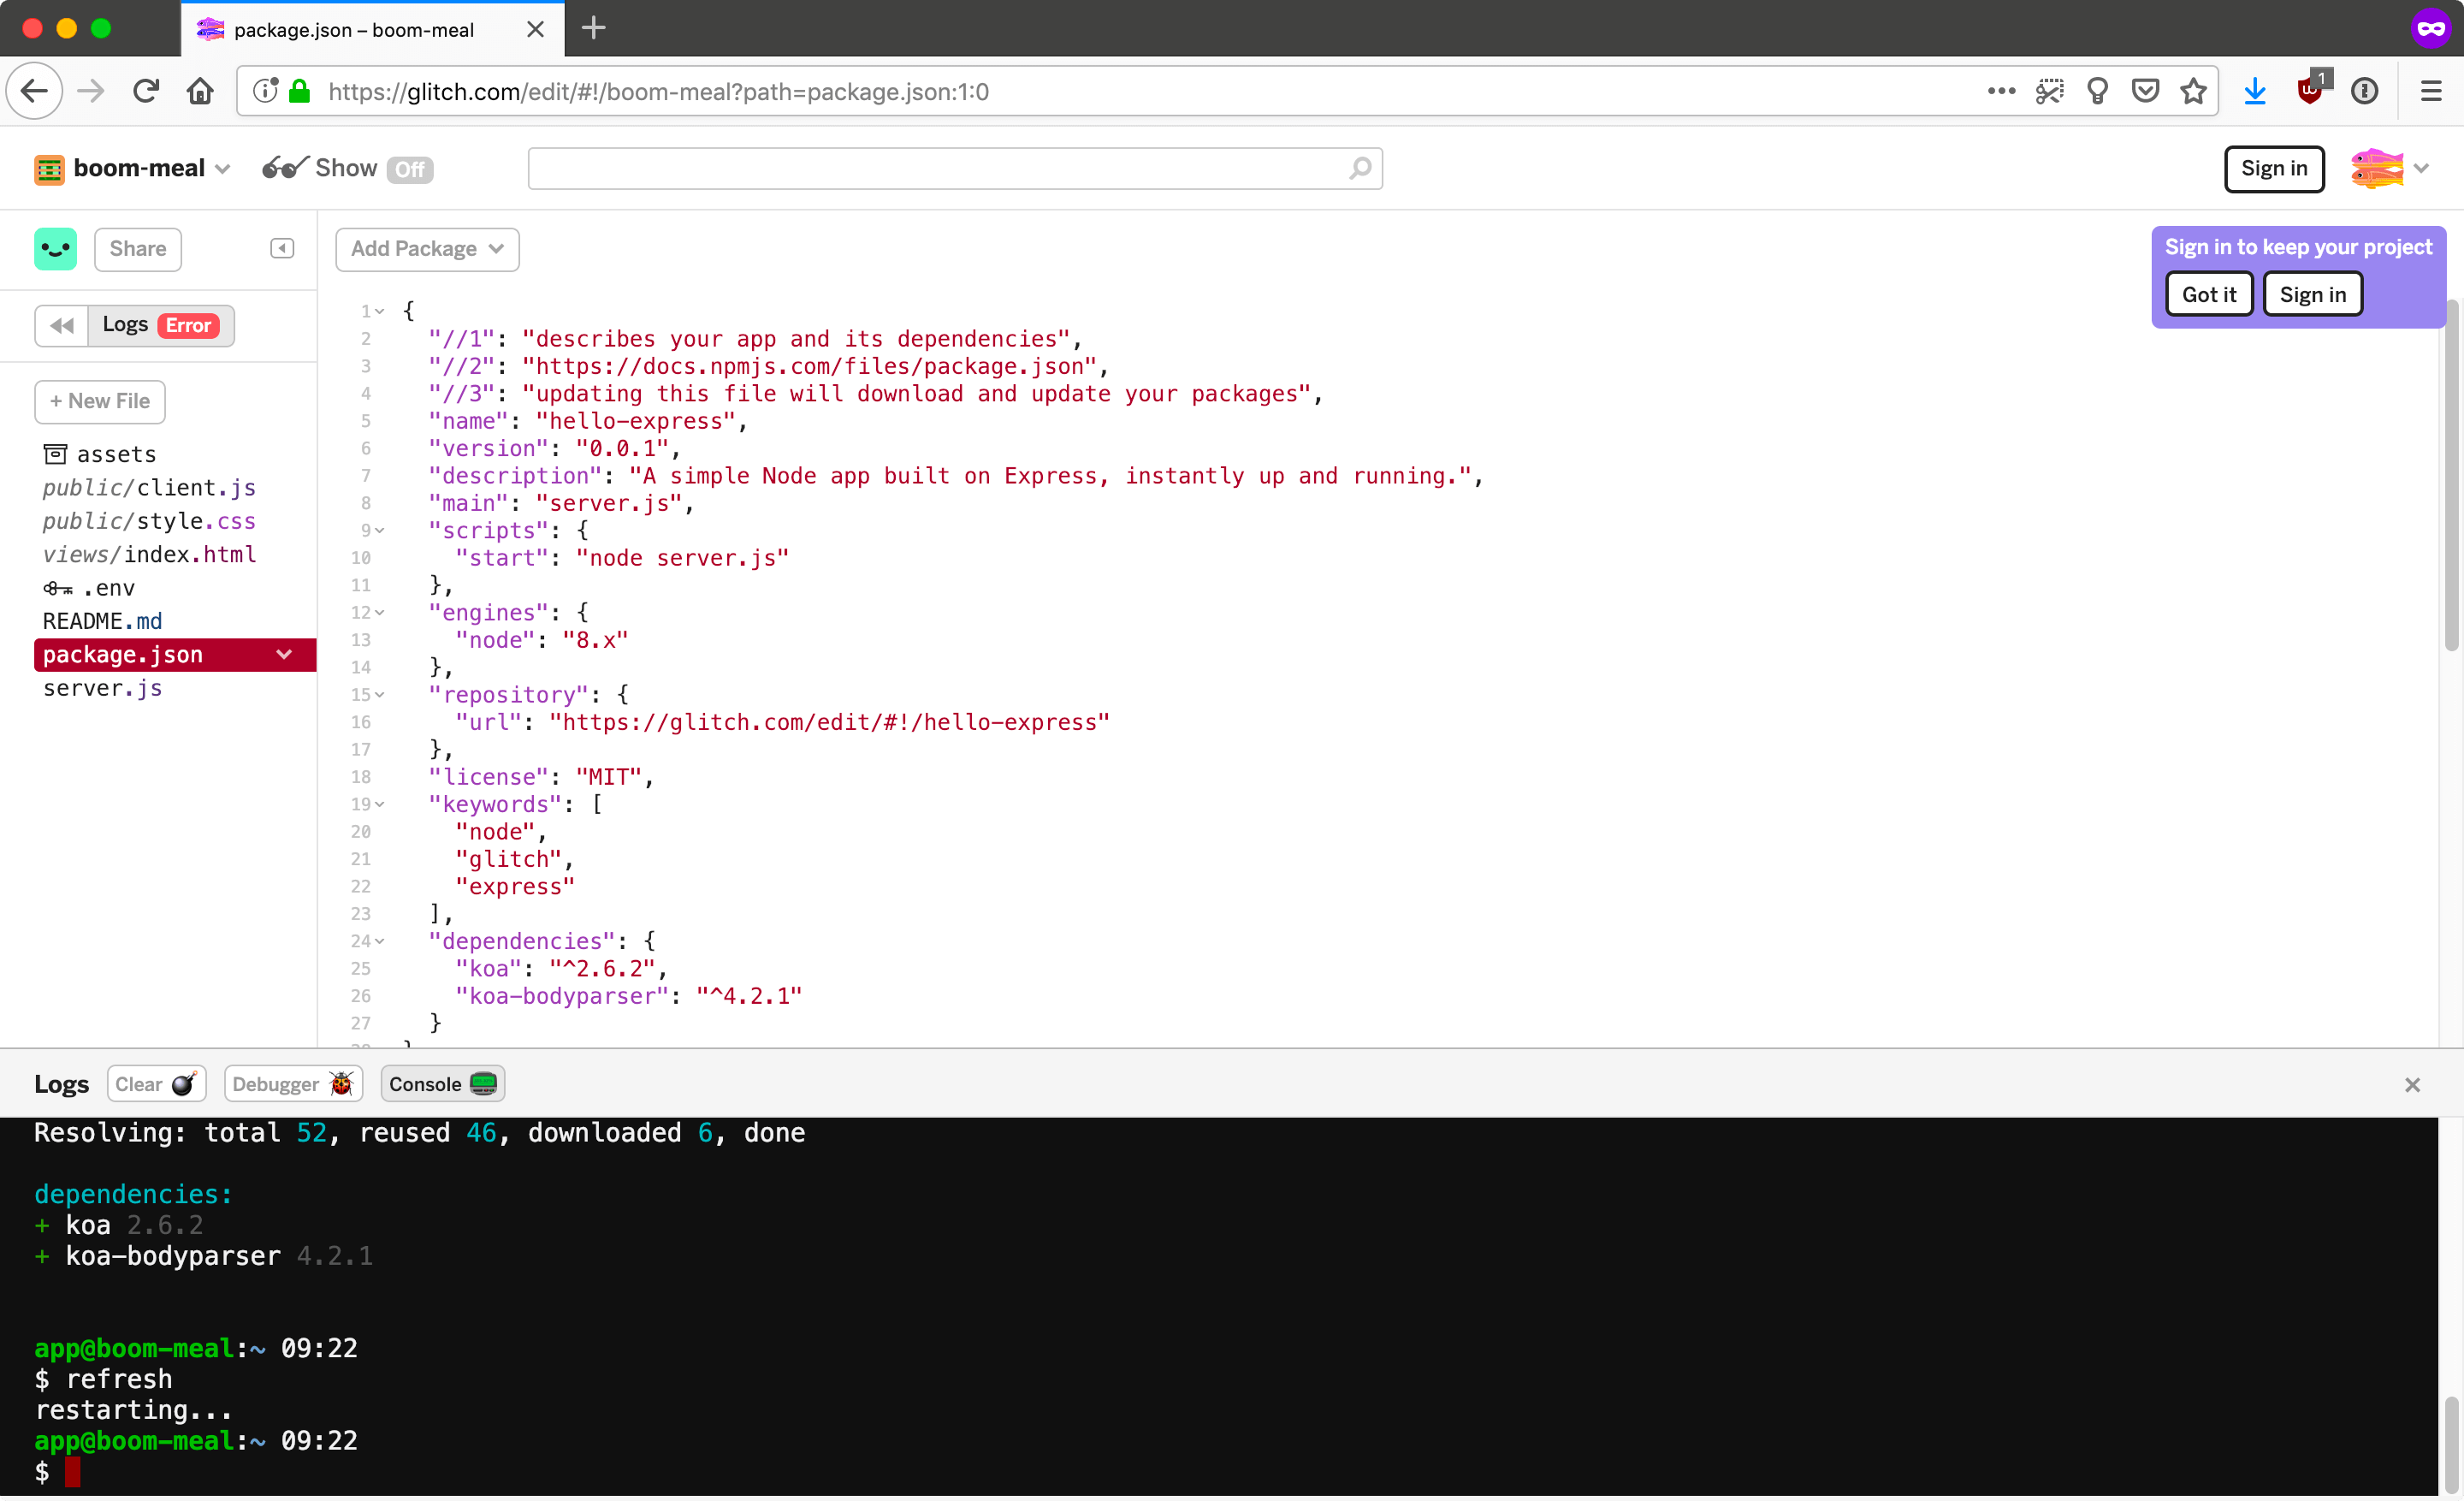 package.json – boom-meal
https://glitch.com/edit/#!/boom-meal?path=package.json:1:0
1
boom-meal
Show Off
Sign in
Share
Add Package
Sign in to keep your project
Got it
Sign in
Logs Error
+ New File
assets
public/client.js
public/style.css
views/index.html
.env
README.md
package.json
server.js
1 {
2 "//1": "describes your app and its dependencies",
3 "//2": "https://docs.npmjs.com/files/package.json",
4 "//3": "updating this file will download and update your packages",
5 "name": "hello-express",
6 "version": "0.0.1",
7 "description": "A simple Node app built on Express, instantly up and running.",
8 "main": "server.js",
9 "scripts": {
10 "start": "node server.js"
11 },
12 "engines": {
13 "node": "8.x"
14 },
15 "repository": {
16 "url": "https://glitch.com/edit/#!/hello-express"
17 },
18 "license": "MIT",
19 "keywords": [
20 "node",
21 "glitch",
22 "express"
23 ],
24 "dependencies": {
25 "koa": "^2.6.2",
26 "koa-bodyparser": "^4.2.1"
27 }
Logs Clear Debugger Console
Resolving: total 52, reused 46, downloaded 6, done
dependencies:
+ koa 2.6.2
+ koa-bodyparser 4.2.1
app@boom-meal:~ 09:22
$ refresh
restarting...
app@boom-meal:~ 09:22
$